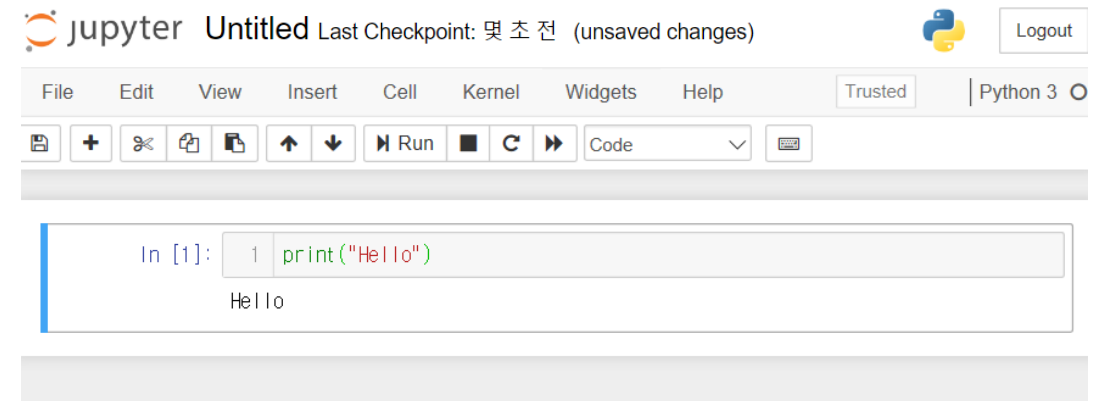 jupyter Untitled Last Checkpoint: 몇 초 전 (unsaved changes) Logout
File Edit View Insert Cell Kernel Widgets Help Trusted Python 3
Run Code
In [1]: 1 print("Hello")
Hello